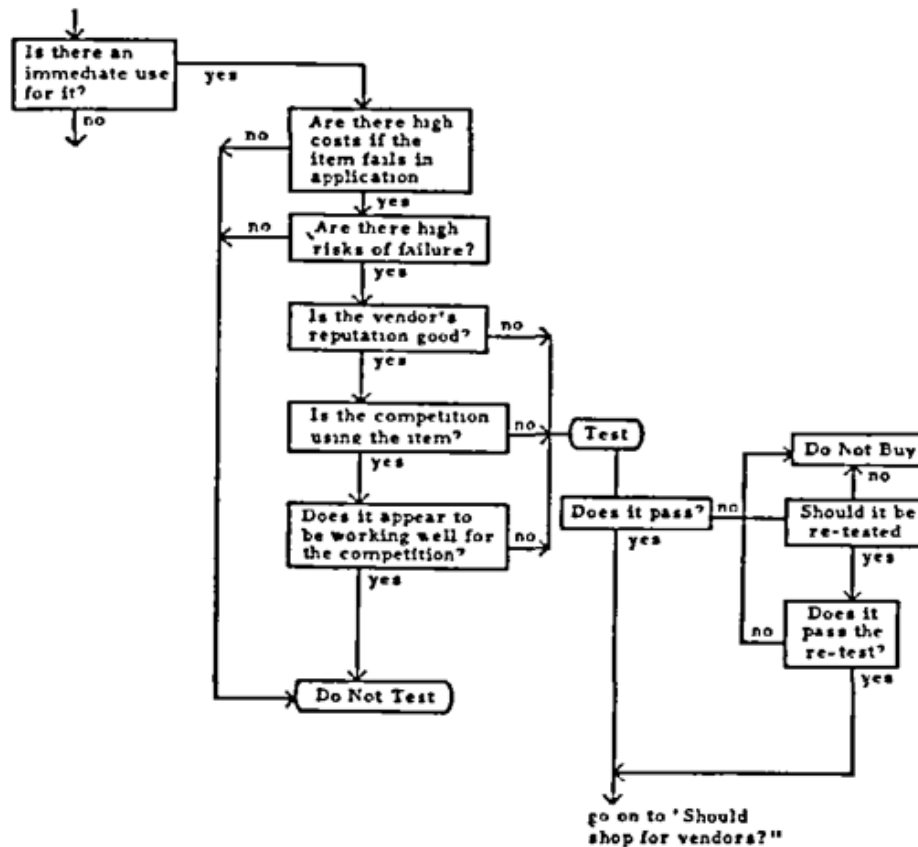 Is there an
immediate use
for it?
yes
no
Are there high
costs if the
item fails in
application
no
yes
Are there high
risks of failure?
no
yes
Is the vendor's
reputation good?
no
yes
Is the competition
using the item?
no
yes
Does it appear to
be working well for
the competition?
no
yes
Do Not Test
Test
Does it pass?
no
yes
Do Not Buy
no
Should it be
re-tested
yes
Does it
pass the
re-test?
no
yes
go on to "Should
shop for vendors?"